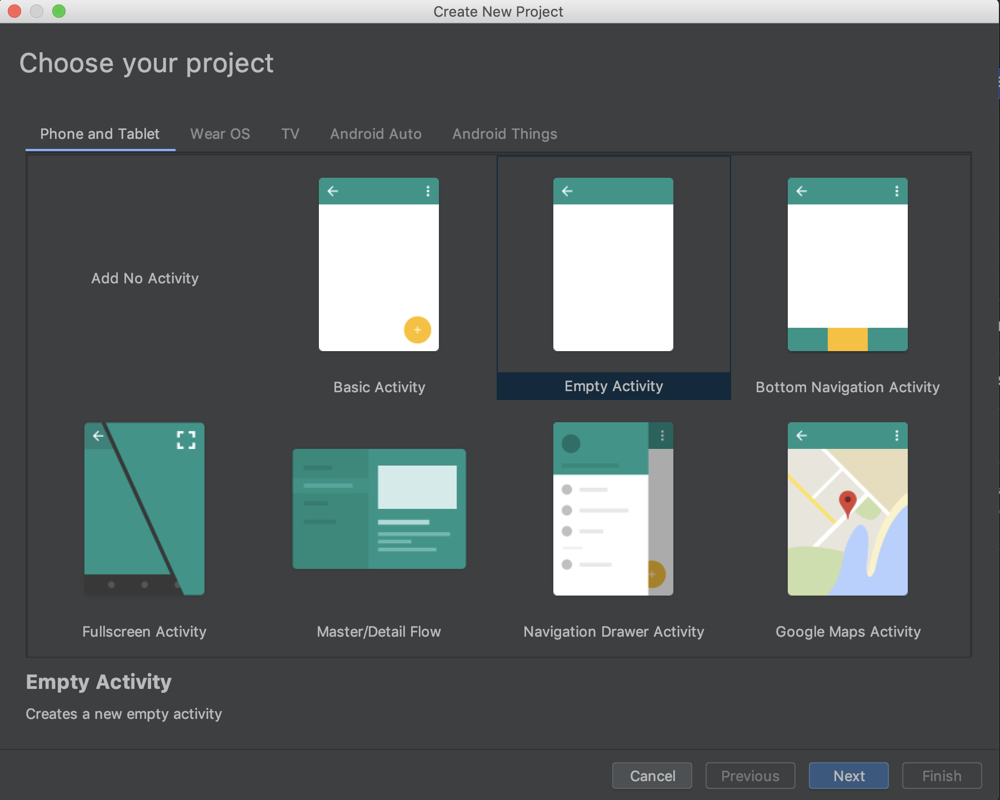 Create New Project
Choose your project
Phone and Tablet Wear OS TV Android Auto Android Things
Add No Activity
Basic Activity
Empty Activity
Bottom Navigation Activity
Fullscreen Activity
Master/Detail Flow
Navigation Drawer Activity
Google Maps Activity
Empty Activity
Creates a new empty activity
Cancel Previous Next Finish